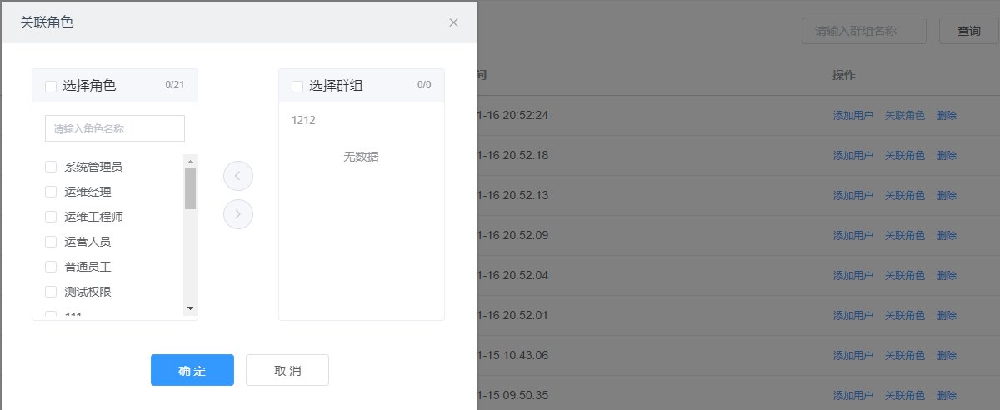 关联角色
选择角色 0/21
请输入角色名称
系统管理员
运维经理
运维工程师
运营人员
普通员工
测试权限
选择群组 0/0
1212
无数据
确定 取消
请输入群组名称 查询
间 操作
1-16 20:52:24 添加用户 关联角色 删除
1-16 20:52:18 添加用户 关联角色 删除
1-16 20:52:13 添加用户 关联角色 删除
1-16 20:52:09 添加用户 关联角色 删除
1-16 20:52:04 添加用户 关联角色 删除
1-16 20:52:01 添加用户 关联角色 删除
1-15 10:43:06 添加用户 关联角色 删除
1-15 09:50:35 添加用户 关联角色 删除